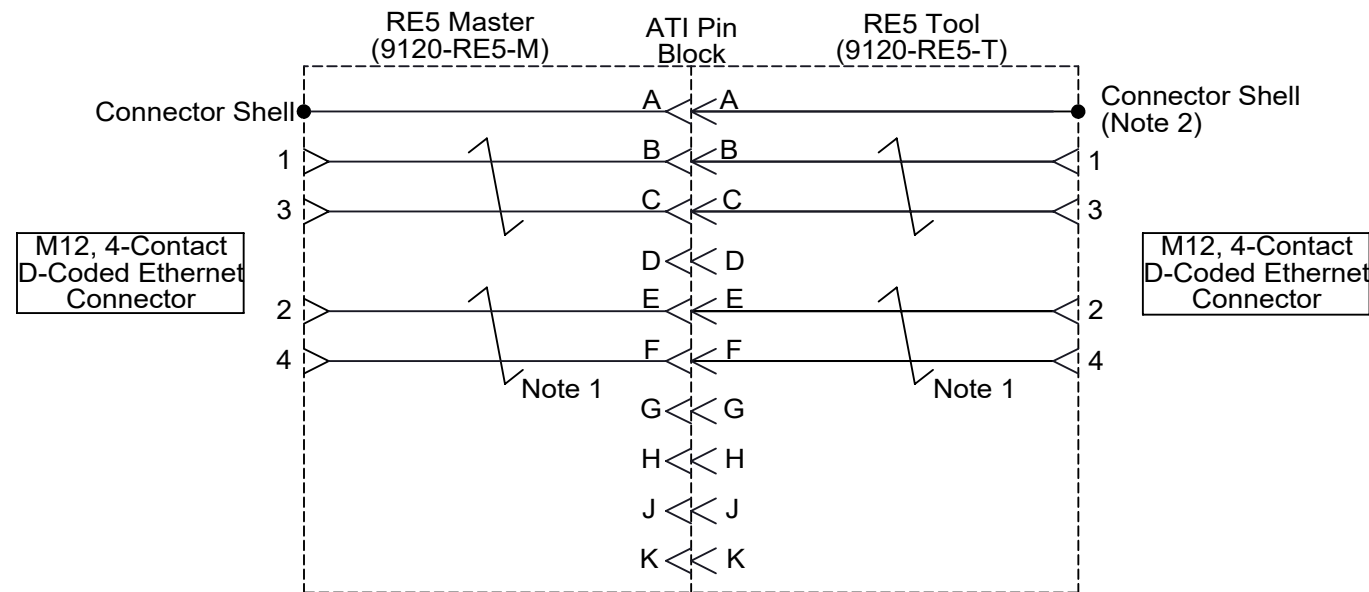 RE5 Master
(9120-RE5-M)
ATI Pin
Block
RE5 Tool
(9120-RE5-T)
Connector Shell
A
A
Connector Shell
(Note 2)
1
B
B
1
3
C
C
3
M12, 4-Contact
D-Coded Ethernet
Connector
D
D
M12, 4-Contact
D-Coded Ethernet
Connector
2
E
E
2
4
F
F
4
Note 1
Note 1
G
G
H
H
J
J
K
K